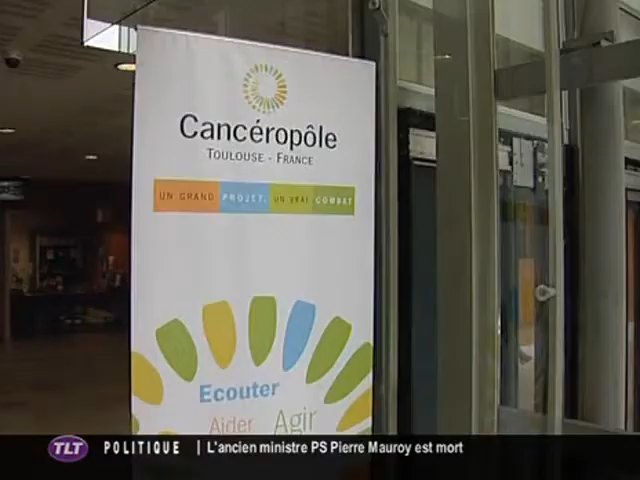 Cancéropôle
TOULOUSE - FRANCE
UN GRAND PROJET, UN VRAI COMBAT
Ecouter
Aider Agir
TLT POLITIQUE | L'ancien ministre PS Pierre Mauroy est mort